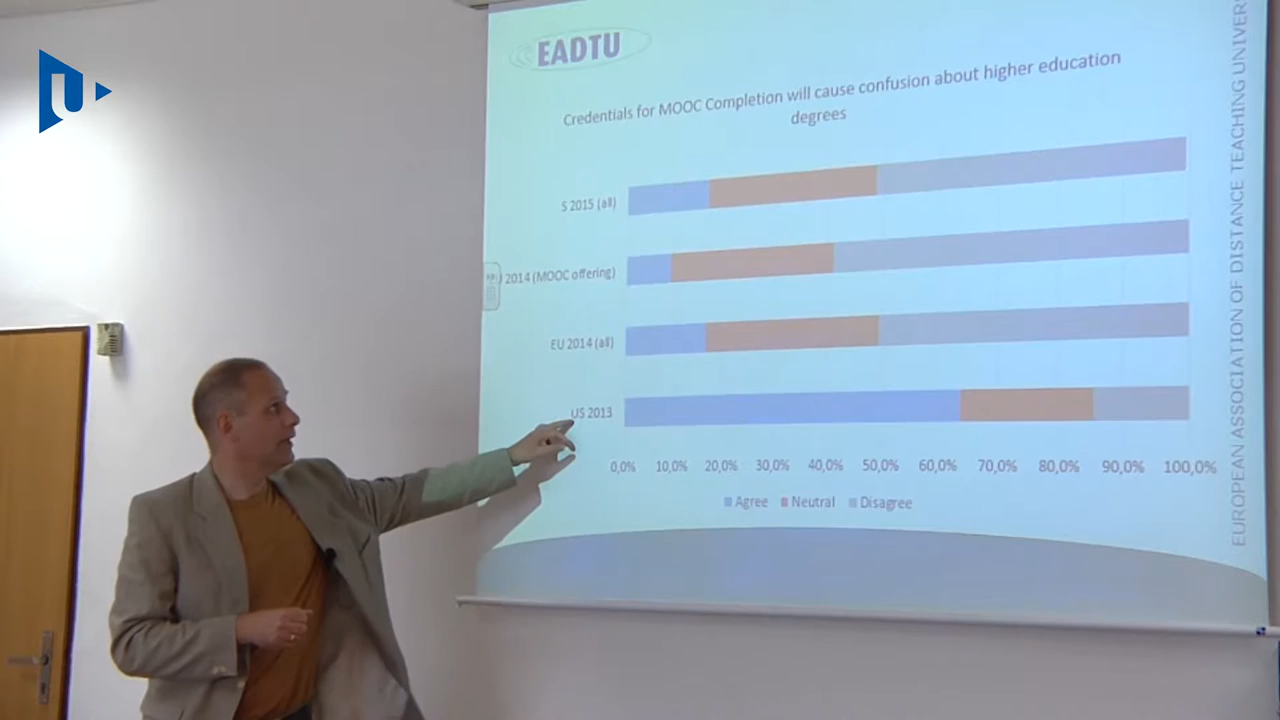 EADTU
Credentials for MOOC Completion will cause confusion about higher education
degrees
S 2015 (all)
2014 (MOOC offering)
EU 2014 (all)
US 2013
0,0% 10,0% 20,0% 30,0% 40,0% 50,0% 60,0% 70,0% 80,0% 90,0% 100,0%
Agree Neutral Disagree
EUROPEAN ASSOCIATION OF DISTANCE TEACHING UNIVERS